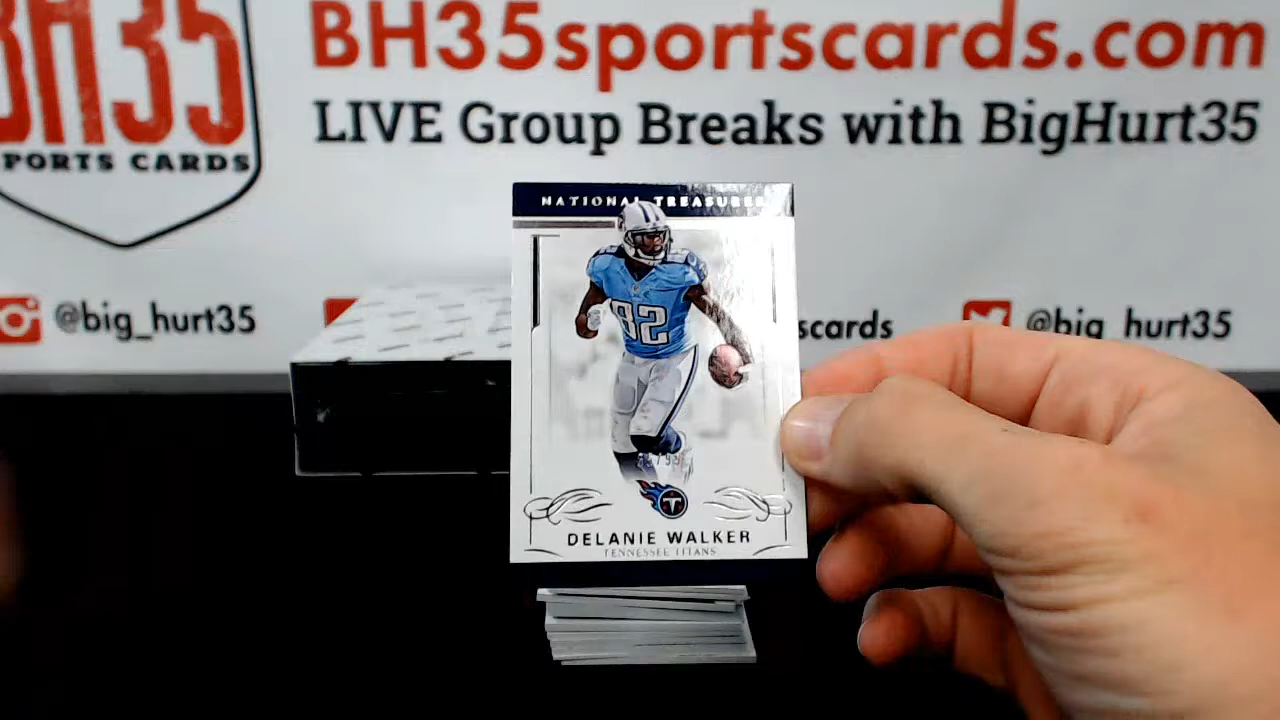 BH35
SPORTS CARDS
BH35sportscards.com
LIVE Group Breaks with BigHurt35
@big_hurt35
scards
@big_hurt35
NATIONAL TREASURES
82
DELANIE WALKER
TENNESSEE TITANS